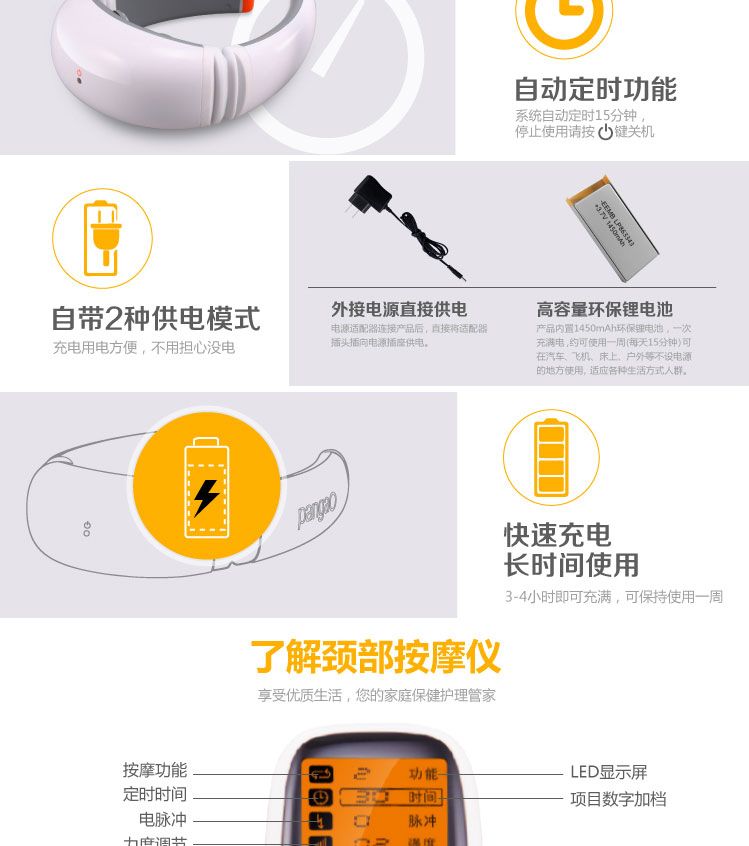 自动定时功能
系统自动定时15分钟，
停止使用请按键关机
自带2种供电模式
充电用电方便，不用担心没电
-EEMB LP863343
+3.7V 1450mAh
外接电源直接供电
电源适配器连接产品后，直接将适配器
插头插向电源插座供电。
高容量环保锂电池
产品内置1450mAh环保锂电池，一次
充满电，约可使用一周(每天15分钟)可
在汽车、飞机、床上、户外等不设电源
的地方使用，适应各种生活方式人群。
pangao
快速充电
长时间使用
3-4小时即可充满，可保持使用一周
了解颈部按摩仪
享受优质生活，您的家庭保健护理管家
按摩功能
定时时间
电脉冲
力度调节
2 功能
30 时间
0 脉冲
02 强度
LED显示屏
项目数字加档